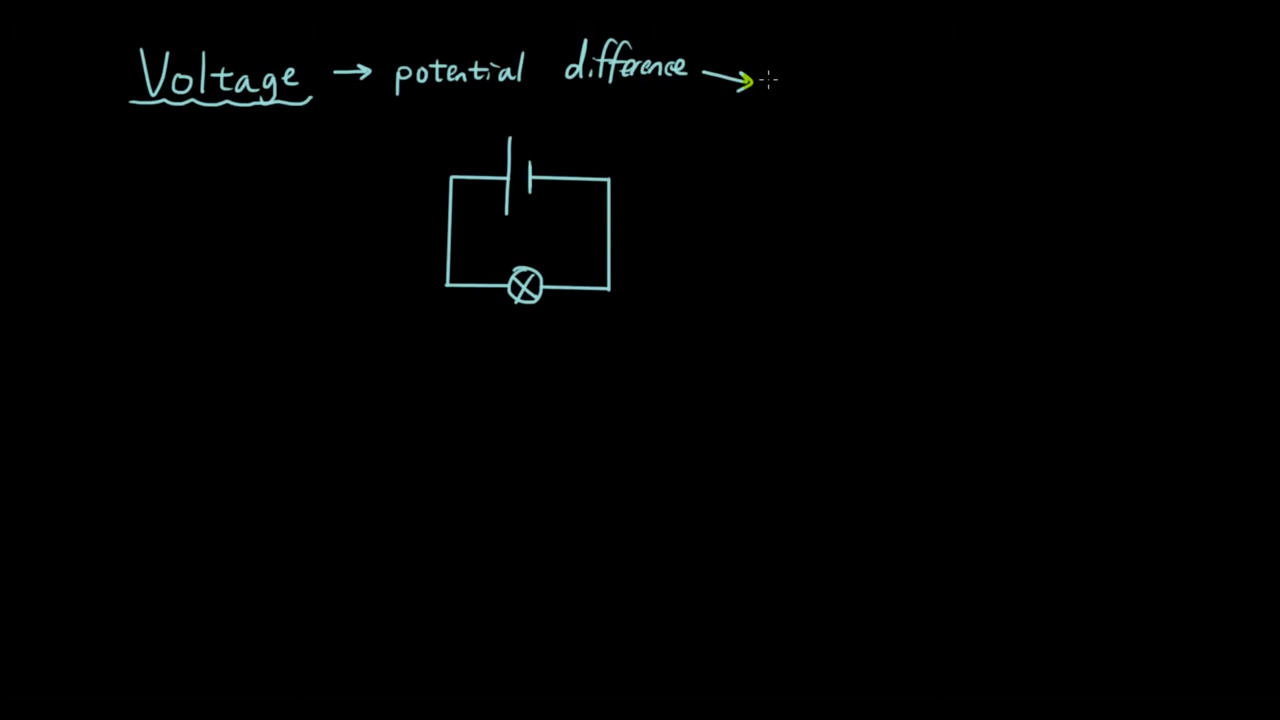 Voltage → potential difference →